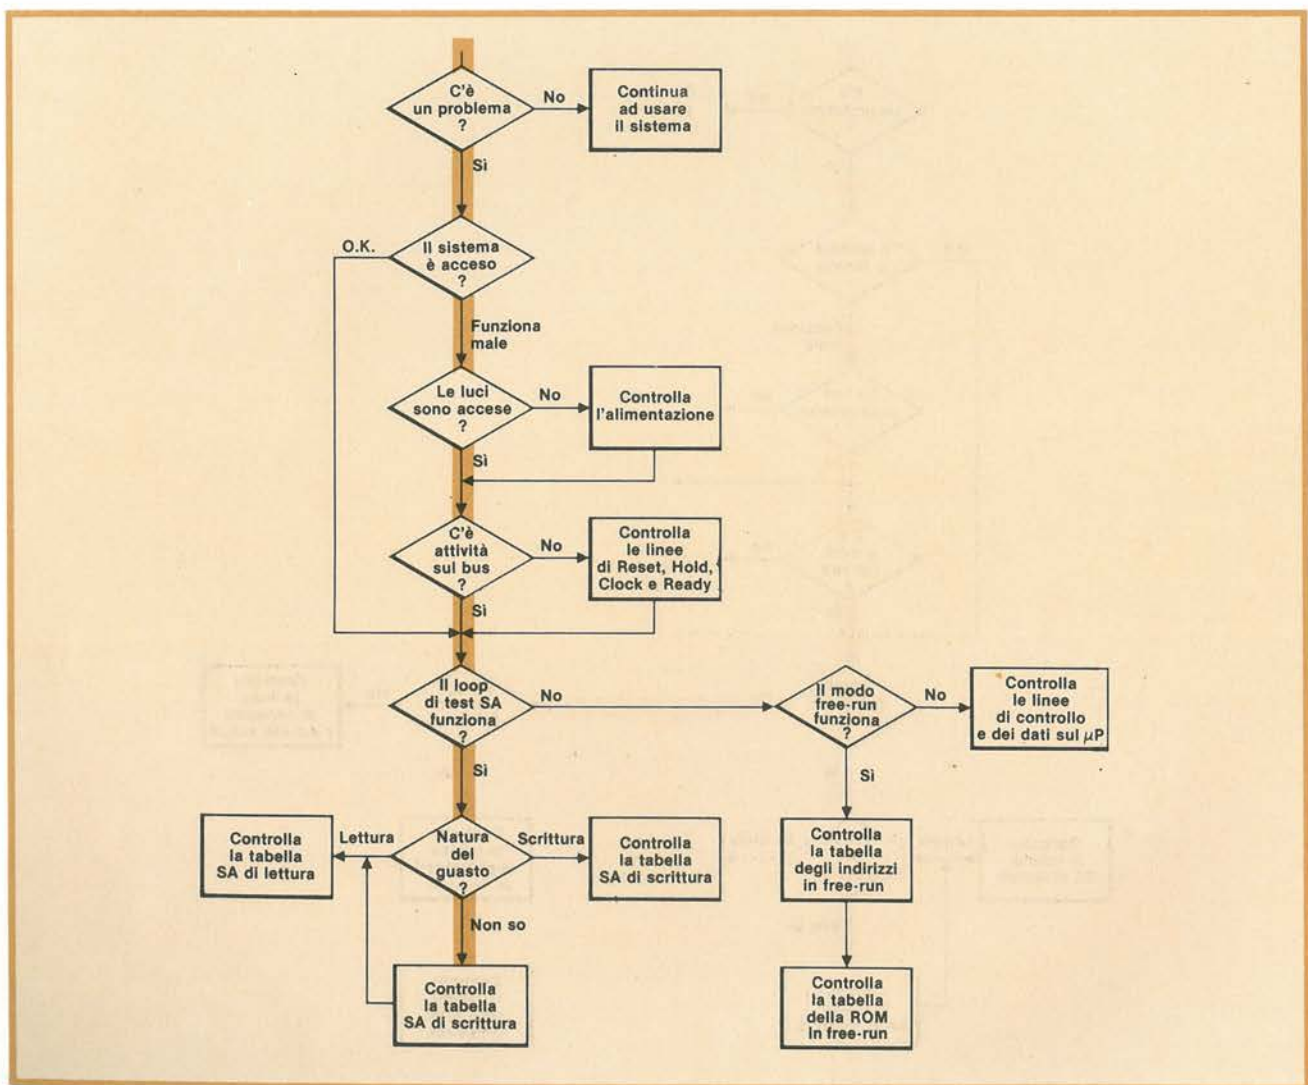 C'è
un problema
?
No
Continua
ad usare
il sistema
Sì
O.K.
Il sistema
è acceso
?
Funziona
male
Le luci
sono accese
?
No
Controlla
l'alimentazione
Sì
C'è
attività
sul bus
?
No
Controlla
le linee
di Reset, Hold,
Clock e Ready
Sì
Il loop
di test SA
funziona
?
No
Il modo
free-run
funziona
?
No
Controlla
le linee
di controllo
e dei dati sul µP
Sì
Sì
Controlla
la tabella
SA di lettura
Lettura
Natura
del
guasto
?
Scrittura
Controlla
la tabella
SA di scrittura
Controlla
la tabella
degli indirizzi
in free-run
Non so
Controlla
la tabella
SA di scrittura
Controlla
la tabella
della ROM
in free-run